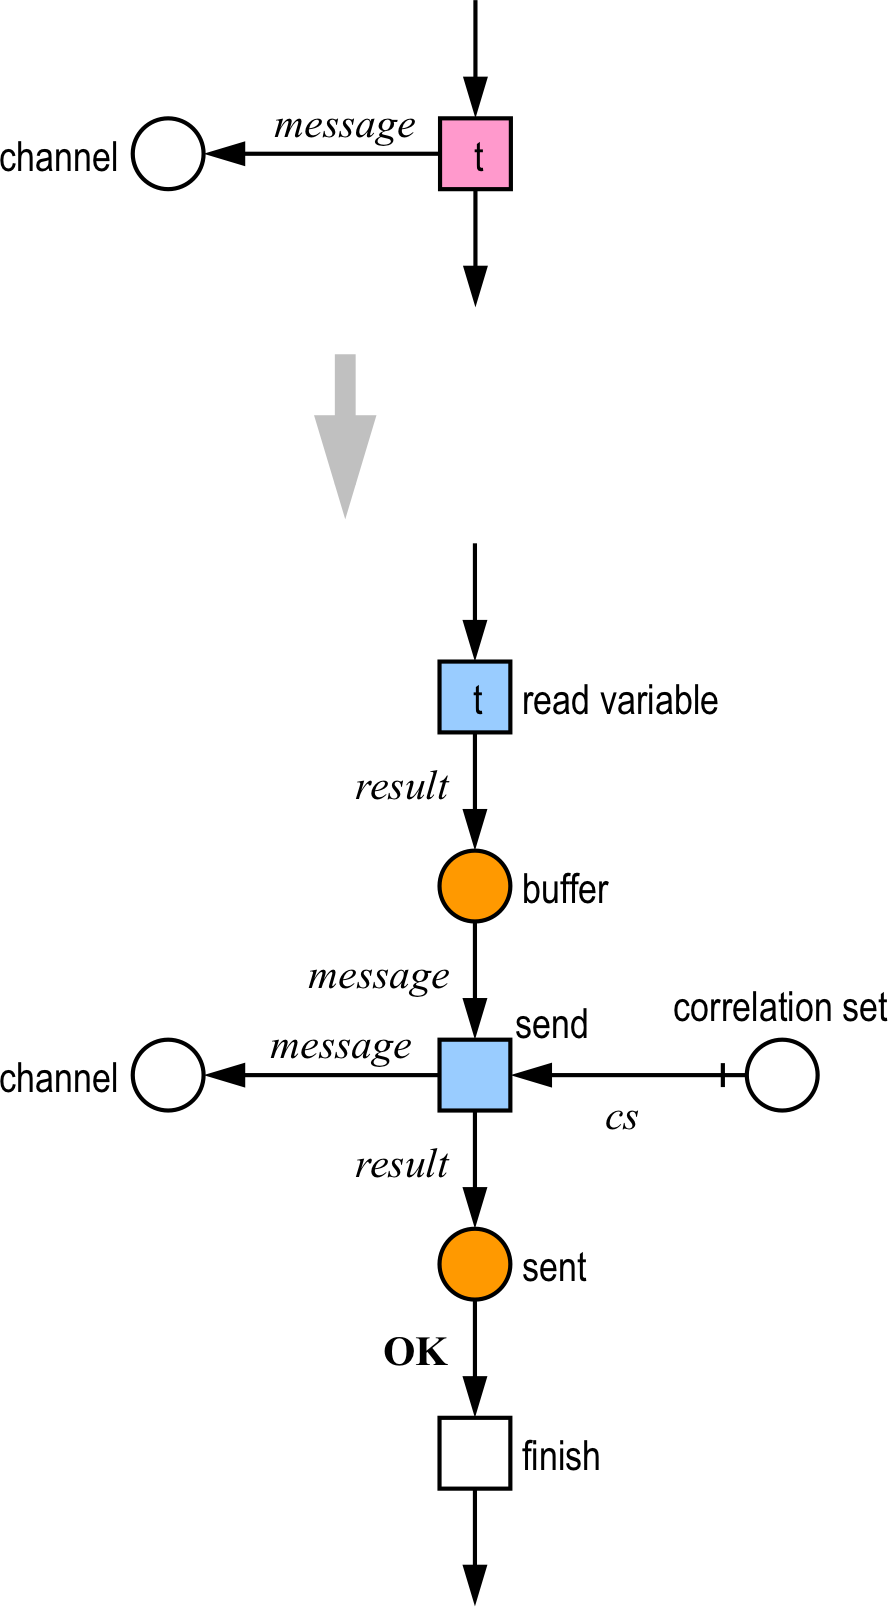 message
channel
t
t
read variable
result
buffer
message
correlation set
send
message
channel
cs
result
sent
OK
finish